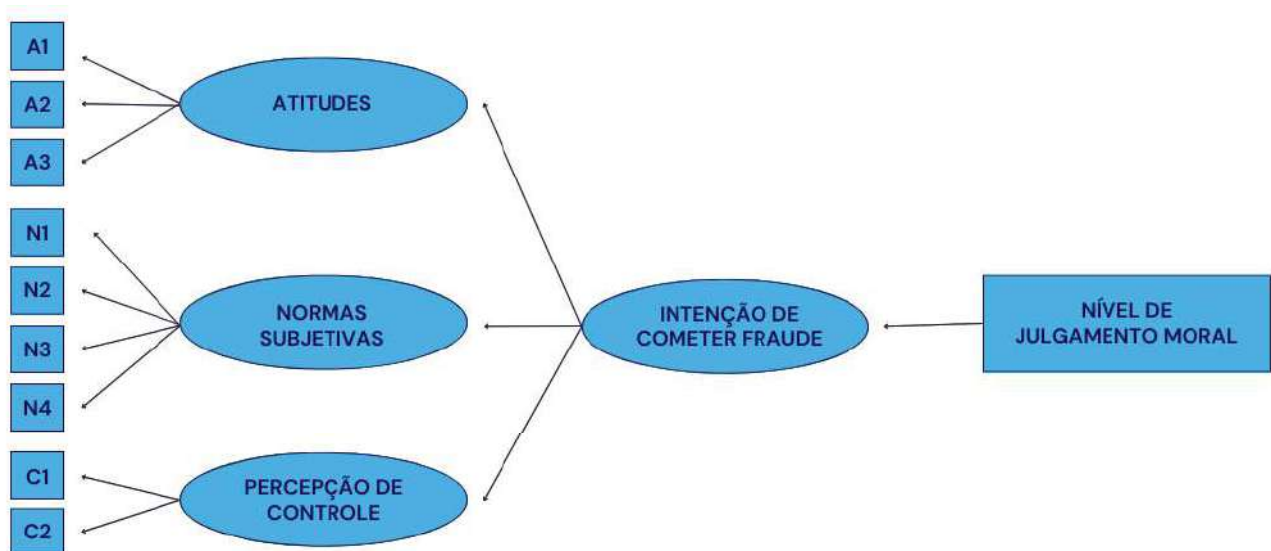 A1
A2
A3
N1
N2
N3
N4
C1
C2
ATITUDES
NORMAS
SUBJETIVAS
PERCEPÇÃO DE
CONTROLE
INTENÇÃO DE
COMETER FRAUDE
NÍVEL DE
JULGAMENTO MORAL